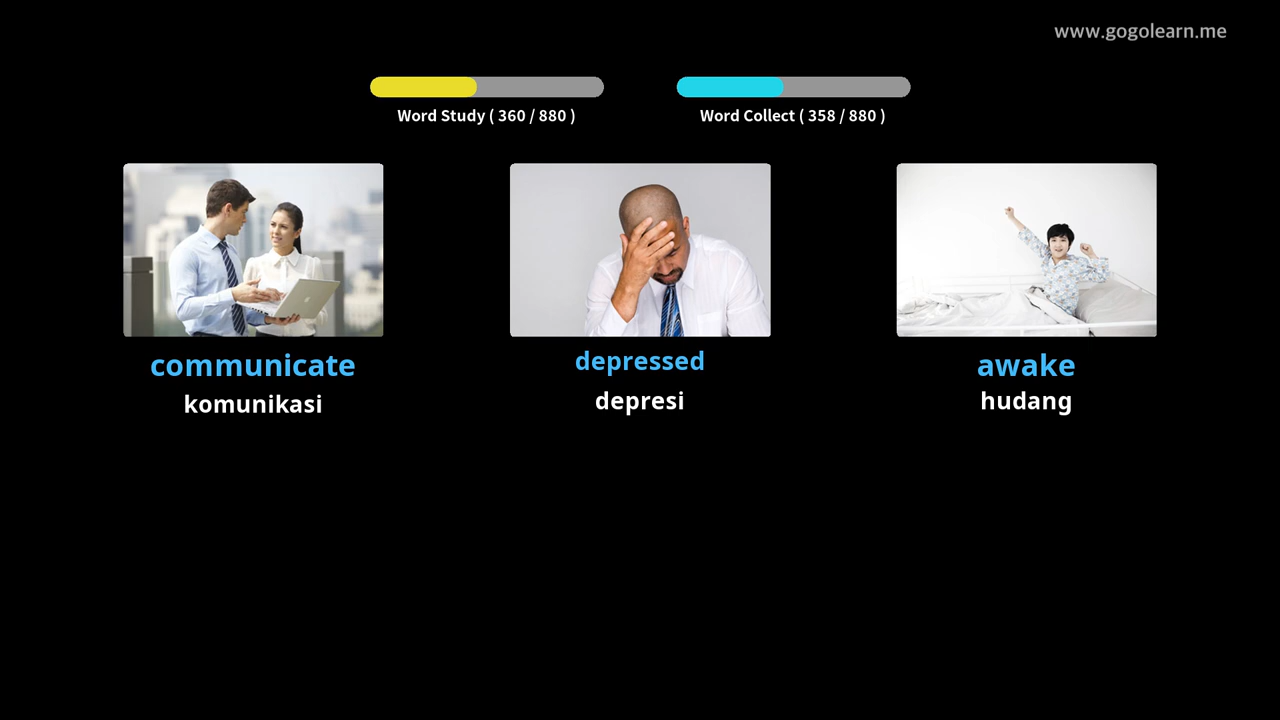 www.gogolearn.me
Word Study ( 360 / 880 )
Word Collect ( 358 / 880 )
communicate
komunikasi
depressed
depresi
awake
hudang